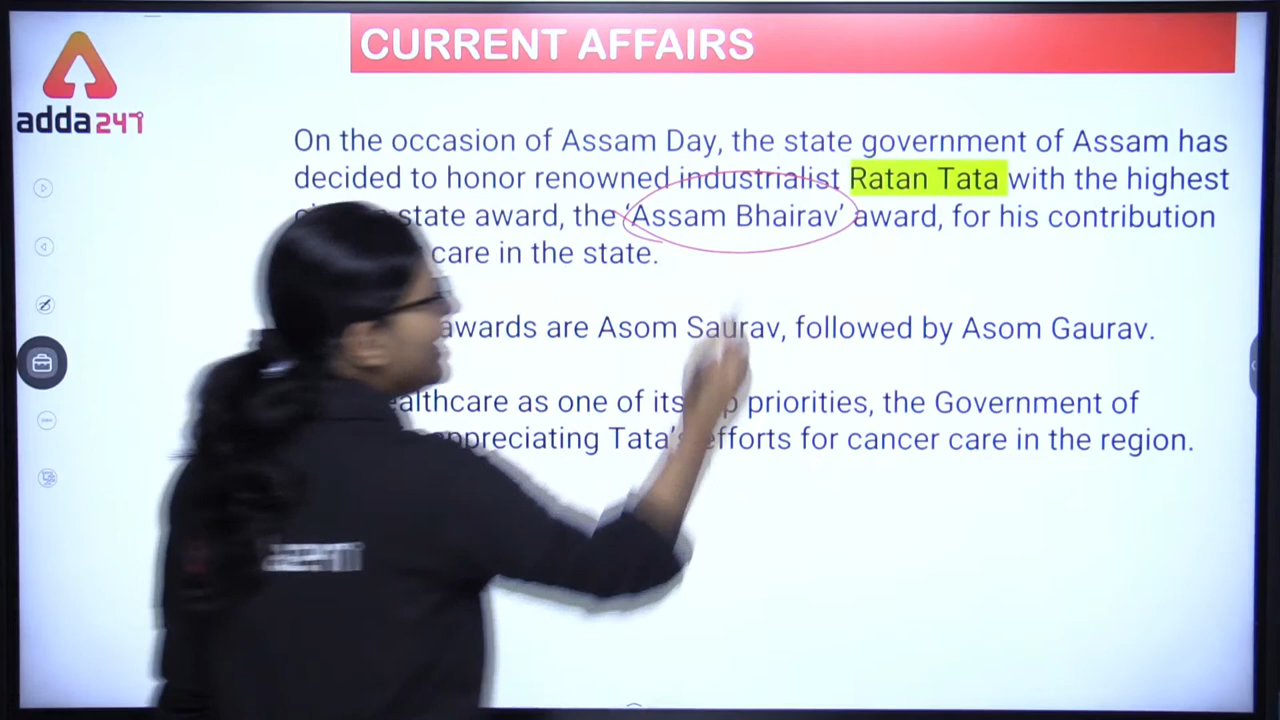 CURRENT AFFAIRS
adda247
On the occasion of Assam Day, the state government of Assam has
decided to honor renowned industrialist Ratan Tata with the highest
state award, the ‘Assam Bhairav’ award, for his contribution
care in the state.
awards are Asom Saurav, followed by Asom Gaurav.
as one of its priorities, the Government of
Tata's efforts for cancer care in the region.